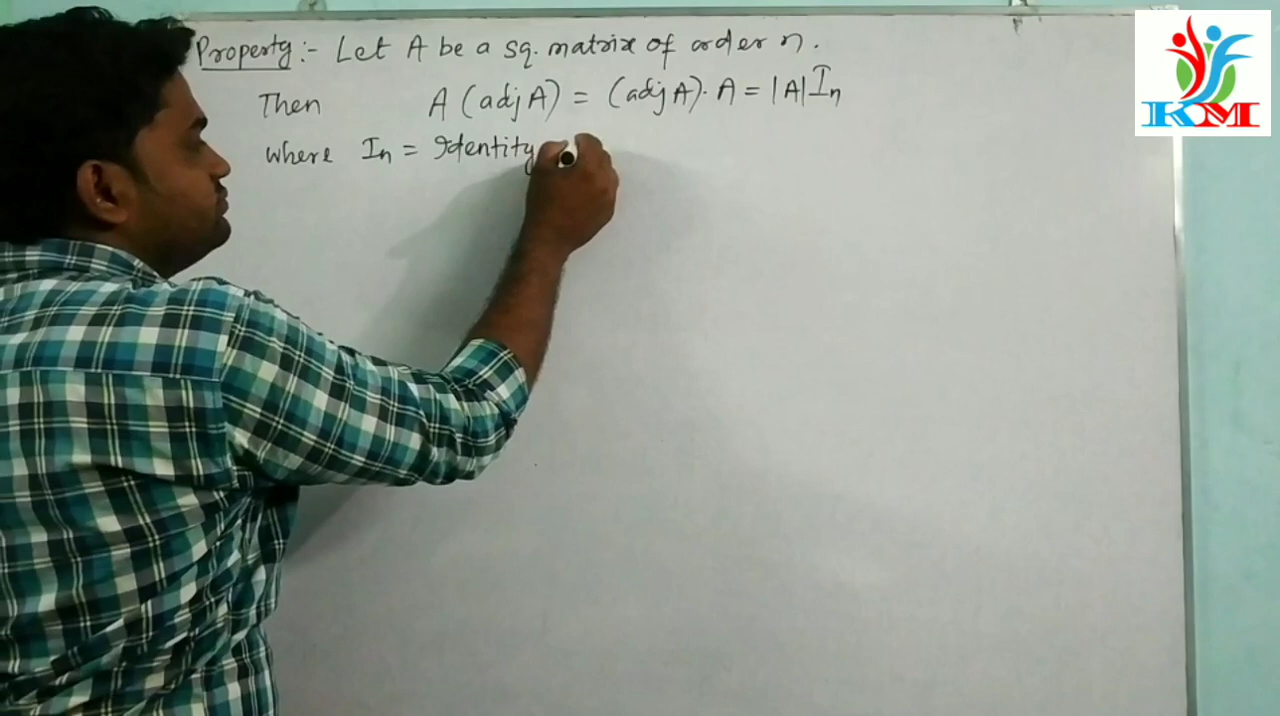 Property:- Let A be a sq. matrix of order n.
Then A (adj A) = (adj A). A = |A| In
where In = Identity
KM